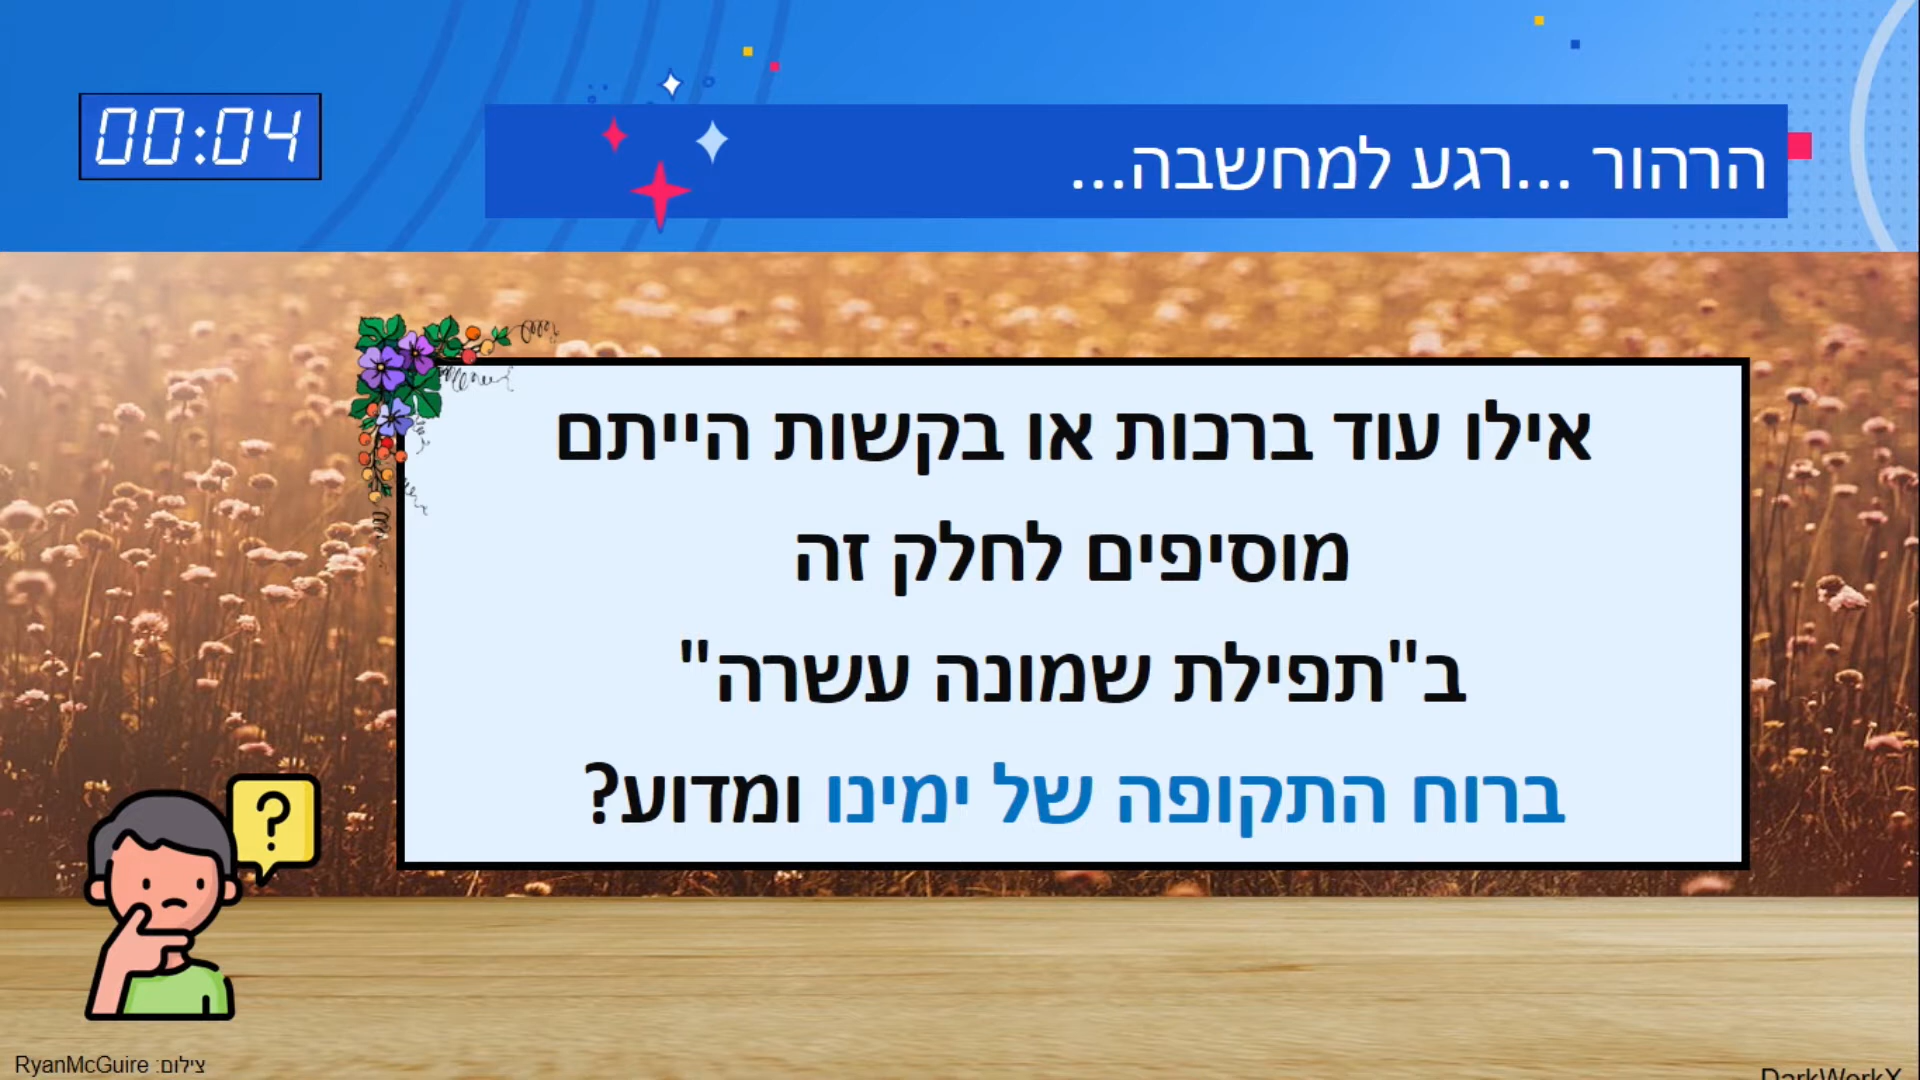 00:04
הרהור ...רגע למחשבה...
אילו עוד ברכות או בקשות הייתם
מוסיפים לחלק זה
ב"תפילת שמונה עשרה"
ברוח התקופה של ימינו ומדוע?
?
צילום: RyanMcGuire
DarkWorkX